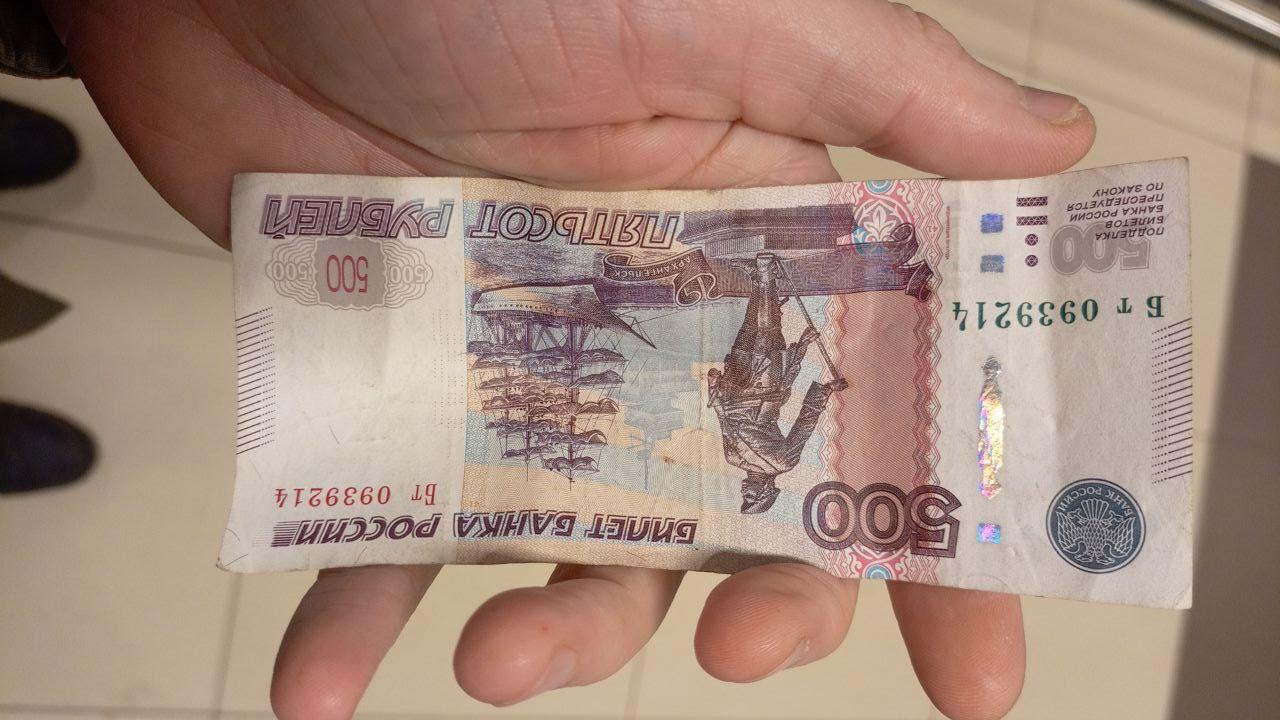 БАНК РОССИИ
500
БИЛЕТ БАНКА РОССИИ
Бт 0939214
Бт 0939214
500
ПОДДЕЛКА
БИЛЕТОВ
БАНКА РОССИИ
ПРЕСЛЕДУЕТСЯ
ПО ЗАКОНУ
АРХАНГЕЛЬСК
500 500 500
ПЯТЬСОТ РУБЛЕЙ